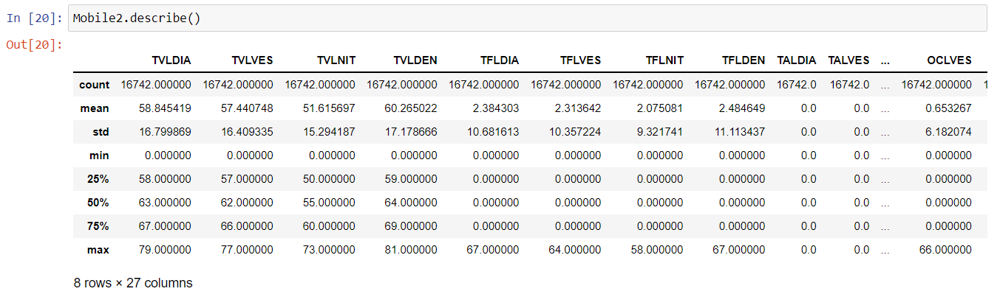 In [20]: Mobile2.describe()
Out[20]:
TVLDIA TVLVES TVLNIT TVLDEN TFLDIA TFLVES TFLNIT TFLDEN TALDIA TALVES ... OCLVES
count 16742.000000 16742.000000 16742.000000 16742.000000 16742.000000 16742.000000 16742.000000 16742.000000 16742.0 16742.0 ... 16742.000000 1
mean 58.845419 57.440748 51.615697 60.265022 2.384303 2.313642 2.075081 2.484649 0.0 0.0 ... 0.653267
std 16.799869 16.409335 15.294187 17.178666 10.681613 10.357224 9.321741 11.113437 0.0 0.0 ... 6.182074
min 0.000000 0.000000 0.000000 0.000000 0.000000 0.000000 0.000000 0.000000 0.0 0.0 ... 0.000000
25% 58.000000 57.000000 50.000000 59.000000 0.000000 0.000000 0.000000 0.000000 0.0 0.0 ... 0.000000
50% 63.000000 62.000000 55.000000 64.000000 0.000000 0.000000 0.000000 0.000000 0.0 0.0 ... 0.000000
75% 67.000000 66.000000 60.000000 69.000000 0.000000 0.000000 0.000000 0.000000 0.0 0.0 ... 0.000000
max 79.000000 77.000000 73.000000 81.000000 67.000000 64.000000 58.000000 67.000000 0.0 0.0 ... 66.000000
8 rows × 27 columns